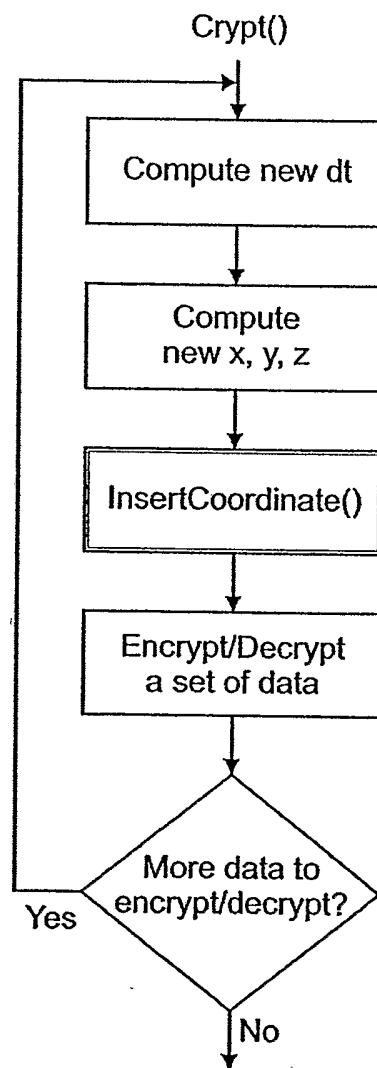 Crypt()
Compute new dt
Compute
new x, y, z
InsertCoordinate()
Encrypt/Decrypt
a set of data
More data to
encrypt/decrypt?
Yes
No